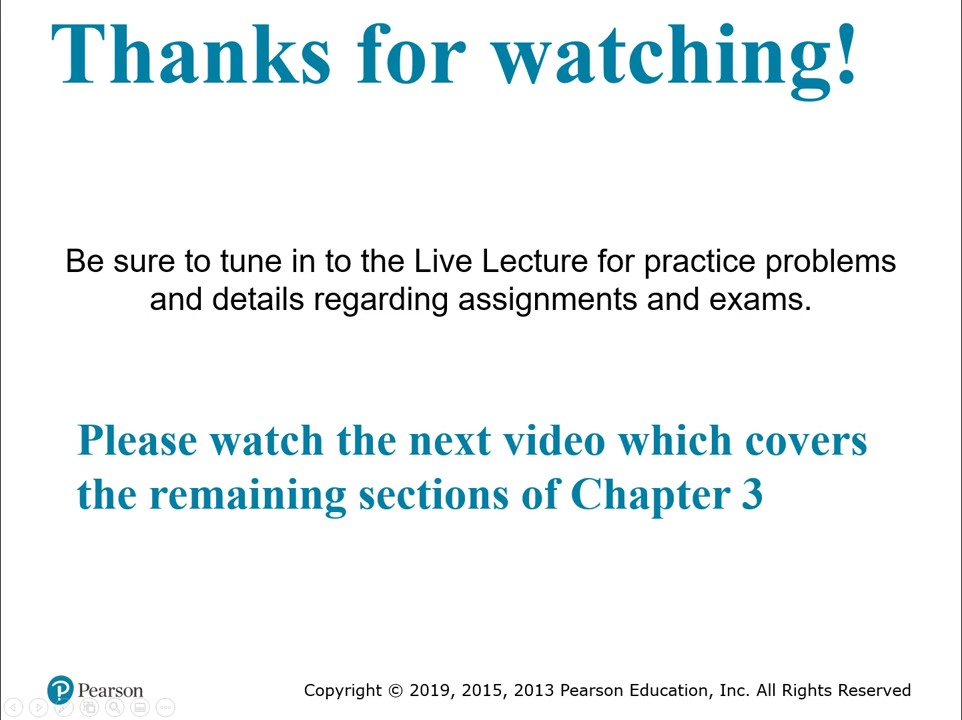 Thanks for watching!
Be sure to tune in to the Live Lecture for practice problems
and details regarding assignments and exams.
Please watch the next video which covers
the remaining sections of Chapter 3
Pearson
Copyright © 2019, 2015, 2013 Pearson Education, Inc. All Rights Reserved